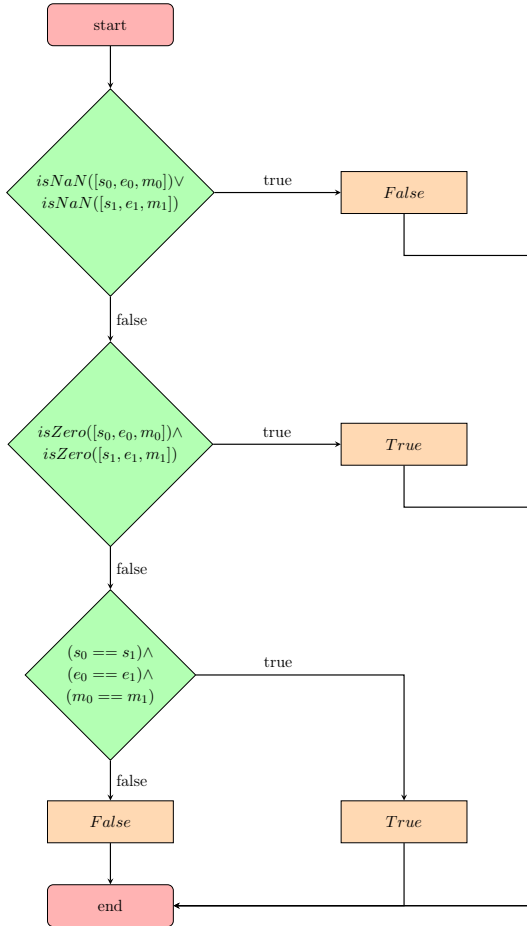 start
isNaN([s₀, e₀, m₀])∨
isNaN([s₁, e₁, m₁])
true
False
false
isZero([s₀, e₀, m₀])∧
isZero([s₁, e₁, m₁])
true
True
false
(s₀ == s₁)∧
(e₀ == e₁)∧
(m₀ == m₁)
true
false
False
True
end